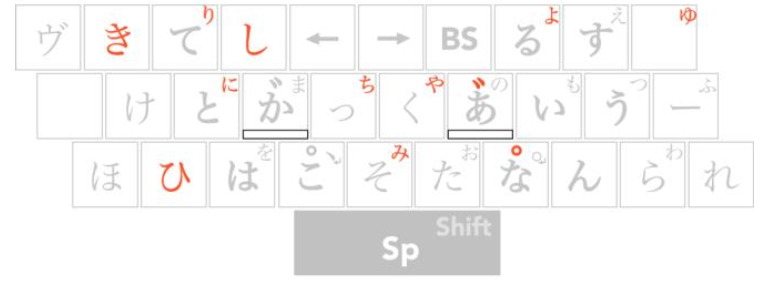 ヴ き てり し ← → BS るよ すえ ゆ
け とに がま っち くや あ゛の いも うつ ーふ
ほ ひ はを こ゜、 そみ たお な゜。 ん らわ れ
Shift
Sp